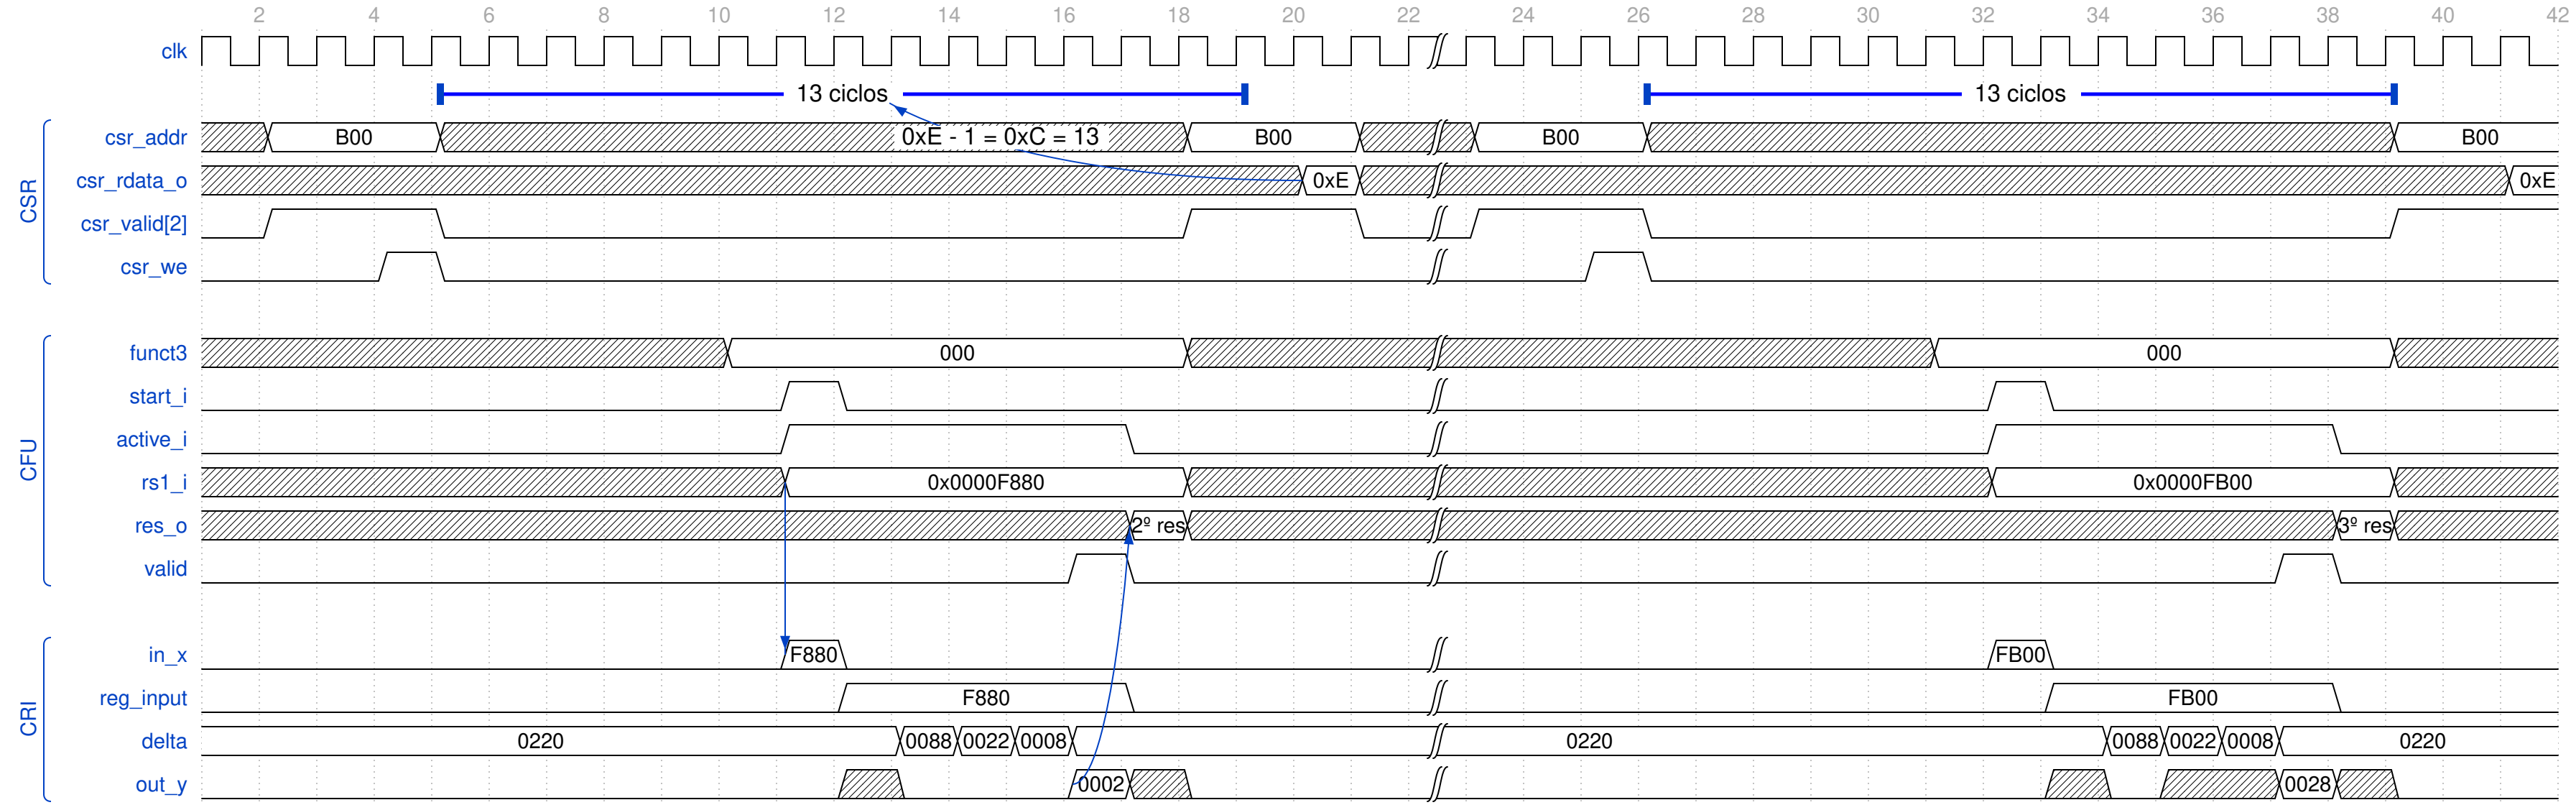 2 4 6 8 10 12 14 16 18 20 22 24 26 28 30 32 34 36 38 40 42
clk
13 ciclos 13 ciclos
CSR
csr_addr B00 0xE - 1 = 0xC = 13 B00 B00 B00
csr_rdata_o 0xE 0xE
csr_valid[2]
csr_we
CFU
funct3 000 000
start_i
active_i
rs1_i 0x0000F880 0x0000FB00
res_o 2º res 3º res
valid
CRI
in_x F880 FB00
reg_input F880 FB00
delta 0220 0088 0022 0008 0220 0088 0022 0008 0220
out_y 0002 0028